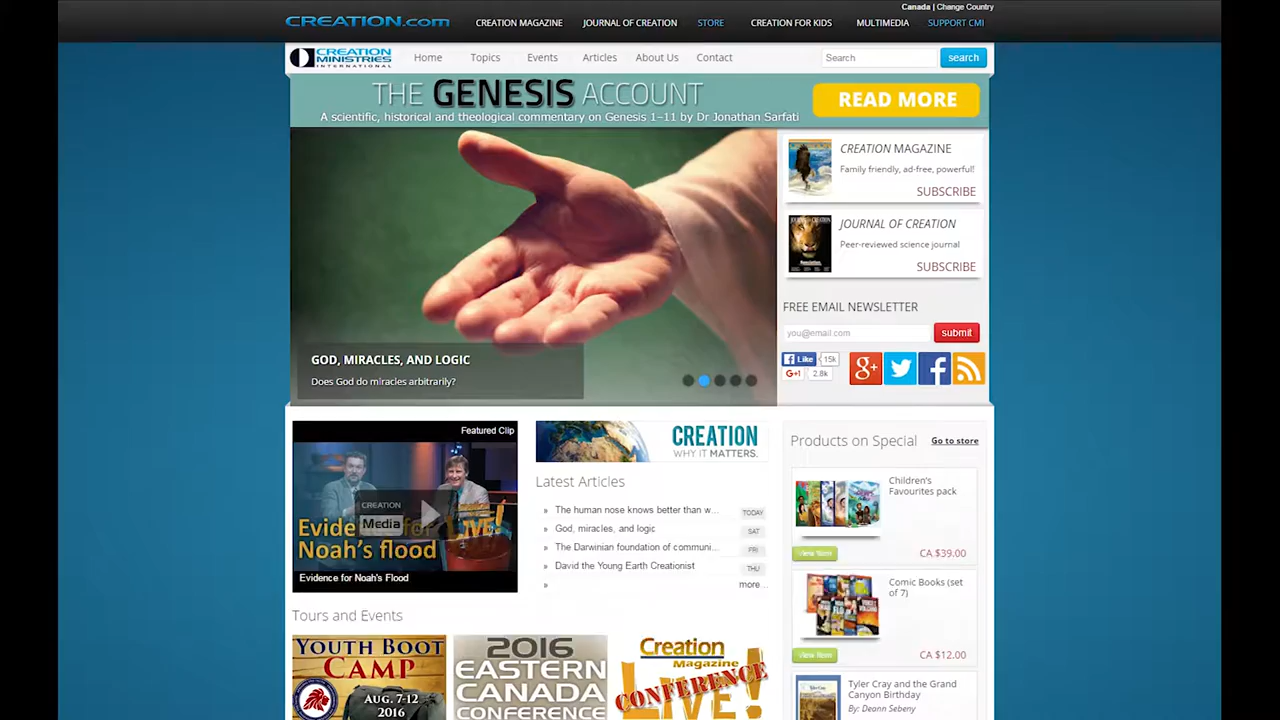 Canada | Change Country
CREATION.com
CREATION MAGAZINE
JOURNAL OF CREATION
STORE
CREATION FOR KIDS
MULTIMEDIA
SUPPORT CMI
CREATION
MINISTRIES
INTERNATIONAL
Home
Topics
Events
Articles
About Us
Contact
Search
search
THE GENESIS ACCOUNT
A scientific, historical and theological commentary on Genesis 1–11 by Dr Jonathan Sarfati
READ MORE
CREATION MAGAZINE
Family friendly, ad-free, powerful!
SUBSCRIBE
JOURNAL OF CREATION
Peer-reviewed science journal
SUBSCRIBE
FREE EMAIL NEWSLETTER
you@email.com
submit
Like
15k
+1
2.8k
GOD, MIRACLES, AND LOGIC
Does God do miracles arbitrarily?
Featured Clip
CREATION
Media
Evidence for
Noah's flood
LIVE!
Evidence for Noah's Flood
CREATION
WHY IT MATTERS.
Latest Articles
The human nose knows better than w...
TODAY
God, miracles, and logic
SAT
The Darwinian foundation of communi...
FRI
David the Young Earth Creationist
THU
more...
Products on Special
Go to store
Children's
Favourites pack
View Item
CA $39.00
Comic Books (set
of 7)
View Item
CA $12.00
Tyler Cray and the Grand
Canyon Birthday
By: Deann Sebeny
Tours and Events
YOUTH BOOT
CAMP
AUG. 7-12
2016
2016
EASTERN
CANADA
CONFERENCE
Creation
Magazine
LIVE!
CONFERENCE